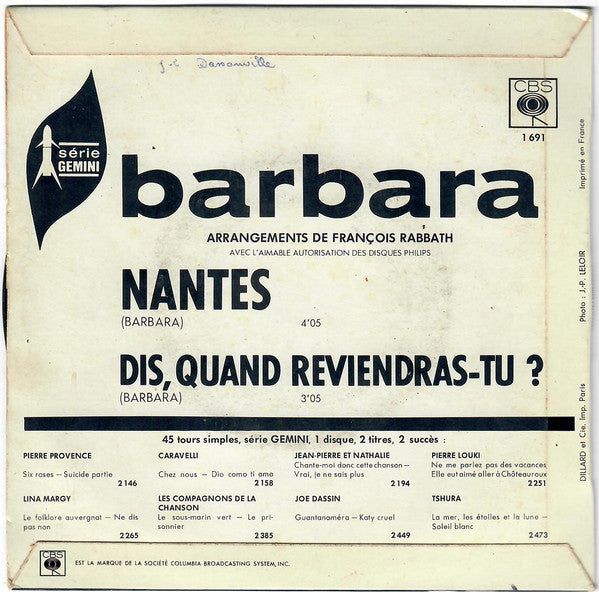 J-C Dassonville
CBS
1 691
série
GEMINI
barbara
ARRANGEMENTS DE FRANÇOIS RABBATH
AVEC L'AIMABLE AUTORISATION DES DISQUES PHILIPS
NANTES
(BARBARA) 4'05
DIS, QUAND REVIENDRAS-TU ?
(BARBARA) 3'05
45 tours simples, série GEMINI, 1 disque, 2 titres, 2 succès :
PIERRE PROVENCE
Six roses — Suicide partie
2 146
CARAVELLI
Chez nous — Dio como ti amo
2 158
JEAN-PIERRE ET NATHALIE
Chante-moi donc cette chanson —
Vrai, je ne sais plus
2 194
PIERRE LOUKI
Ne me parlez pas des vacances
Elle eut aimé aller à Châteauroux
2 251
LINA MARGY
Le folklore auvergnat — Ne dis
pas non
2 265
LES COMPAGNONS DE LA
CHANSON
Le sous-marin vert — Le pri-
sonnier
2 385
JOE DASSIN
Guantanaméra — Katy cruel
2 449
TSHURA
La mer, les étoiles et la lune —
Soleil blanc
2 473
CBS
EST LA MARQUE DE LA SOCIÉTÉ COLUMBIA BROADCASTING SYSTEM, INC.
Imprimé en France
Photo : J.-P. LELOIR
DILLARD et Cie. Imp. Paris